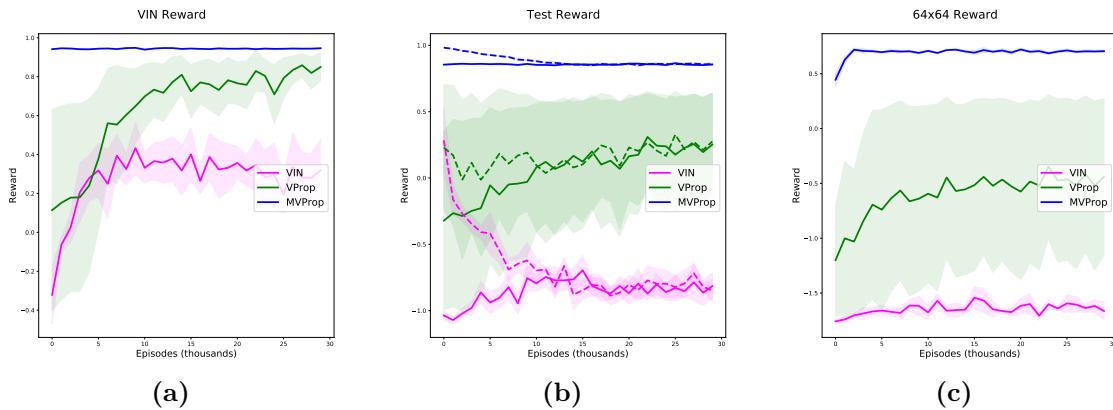 VIN Reward
Reward
1.0
0.8
0.6
0.4
0.2
0.0
−0.2
−0.4
0
5
10
15
20
25
30
Episodes (thousands)
VIN
VProp
MVProp
(a)
Test Reward
Reward
1.0
0.5
0.0
−0.5
−1.0
0
5
10
15
20
25
30
Episodes (thousands)
VIN
VProp
MVProp
(b)
64x64 Reward
Reward
0.5
0.0
−0.5
−1.0
−1.5
0
5
10
15
20
25
30
Episodes (thousands)
VIN
VProp
MVProp
(c)